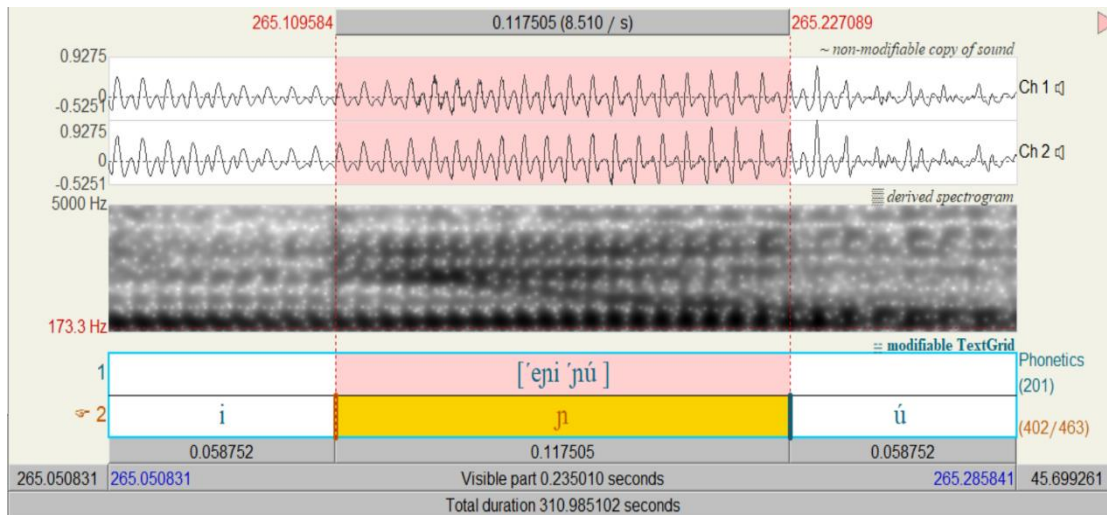 265.109584 0.117505 (8.510 / s) 265.227089
~ non-modifiable copy of sound
0.9275
0
-0.5251
Ch 1
0.9275
0
-0.5251
Ch 2
5000 Hz
derived spectrogram
173.3 Hz
modifiable TextGrid
1 [ˊeɲi ˊɲú ] Phonetics
(201)
2 i ɲ ú (402/463)
0.058752 0.117505 0.058752
265.050831 265.050831 Visible part 0.235010 seconds 265.285841 45.699261
Total duration 310.985102 seconds